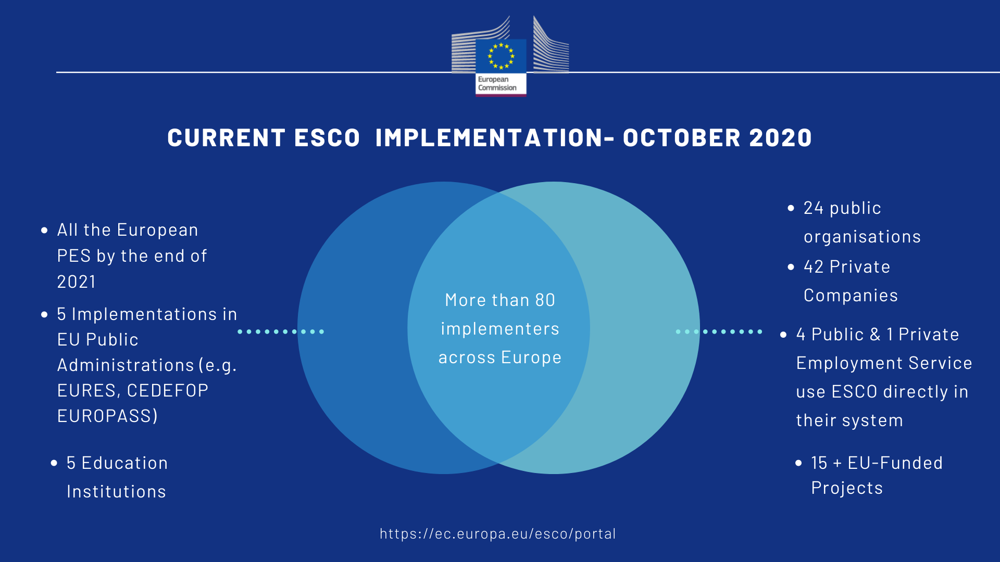 European
Commission
CURRENT ESCO IMPLEMENTATION- OCTOBER 2020
All the European
PES by the end of
2021
5 Implementations in
EU Public
Administrations (e.g.
EURES, CEDEFOP
EUROPASS)
5 Education
Institutions
More than 80
implementers
across Europe
24 public
organisations
42 Private
Companies
4 Public & 1 Private
Employment Service
use ESCO directly in
their system
15 + EU-Funded
Projects
https://ec.europa.eu/esco/portal